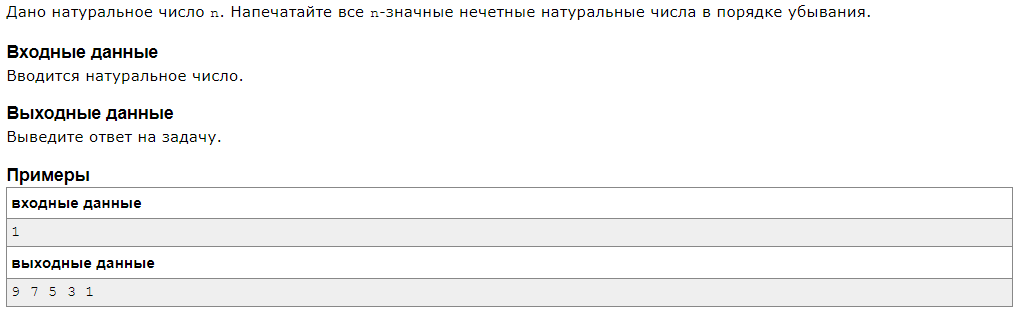 Дано натуральное число n. Напечатайте все n-значные нечетные натуральные числа в порядке убывания.
Входные данные
Вводится натуральное число.
Выходные данные
Выведите ответ на задачу.
Примеры
входные данные
1
выходные данные
9 7 5 3 1